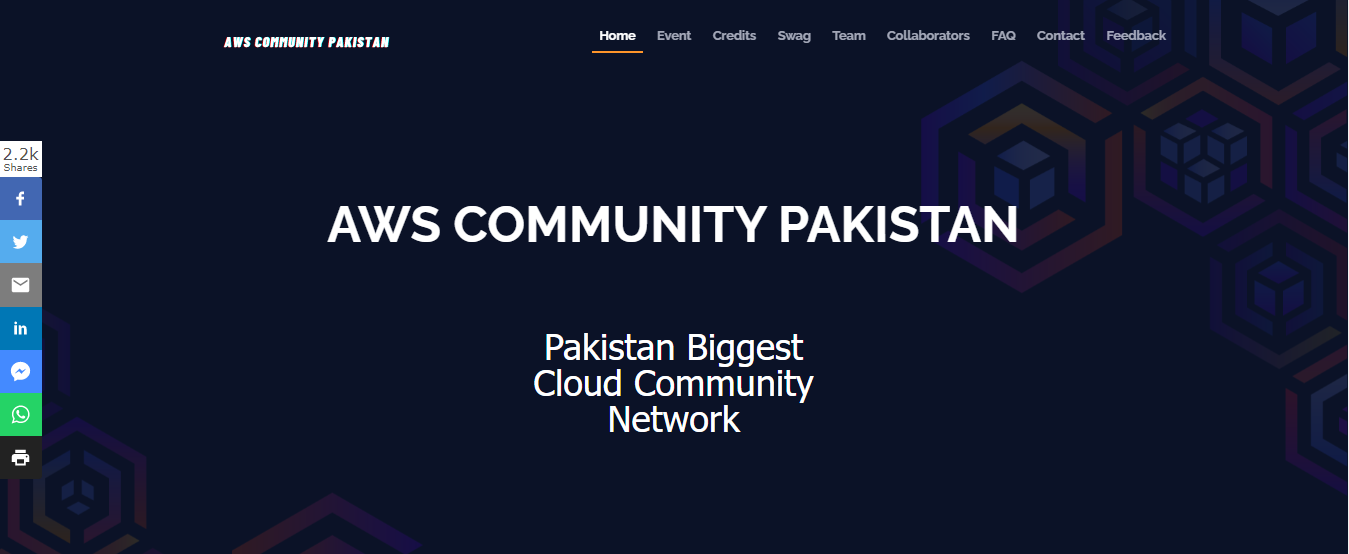 AWS COMMUNITY PAKISTAN
Home Event Credits Swag Team Collaborators FAQ Contact Feedback
2.2k
Shares
AWS COMMUNITY PAKISTAN
Pakistan Biggest
Cloud Community
Network